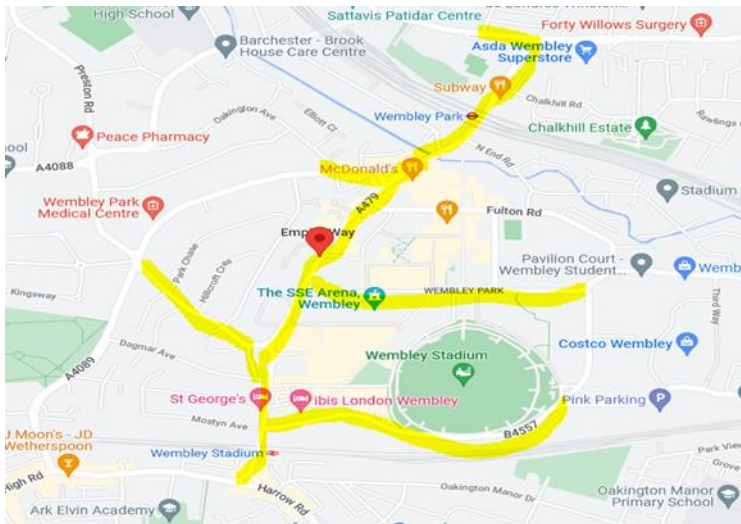 High School
Sattavis Patidar Centre
Forty Willows Surgery
Barchester - Brook
House Care Centre
Asda Wembley
Superstore
Preston Rd
Subway
Oakington Ave
Elliott Cl
Wembley Park
Chalkhill Rd
Rawlings
Peace Pharmacy
Chalkhill Estate
ool
A4088
McDonald's
N End Rd
Stadium
Wembley Park
Medical Centre
A479
Fulton Rd
Empire Way
Park Chase
Hillcroft Cres
Pavilion Court -
Wembley Student...
Wemb
Kingsway
The SSE Arena,
Wembley
WEMBLEY PARK
Third Way
A4089
Dagmar Ave
Wembley Stadium
Costco Wembley
St George's
ibis London Wembley
Pink Parking
Mostyn Ave
B4557
J Moon's - JD
Wetherspoon
Wembley Stadium
Park View
Grove
High Rd
Harrow Rd
Oakington Manor Dr
Oakington Manor
Primary School
Ark Elvin Academy